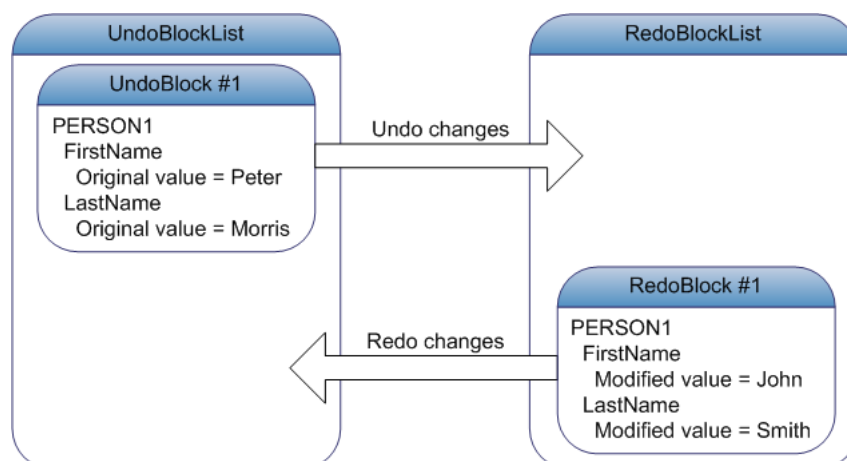 UndoBlockList
UndoBlock #1
PERSON1
FirstName
Original value = Peter
LastName
Original value = Morris
Undo changes
RedoBlockList
Redo changes
RedoBlock #1
PERSON1
FirstName
Modified value = John
LastName
Modified value = Smith